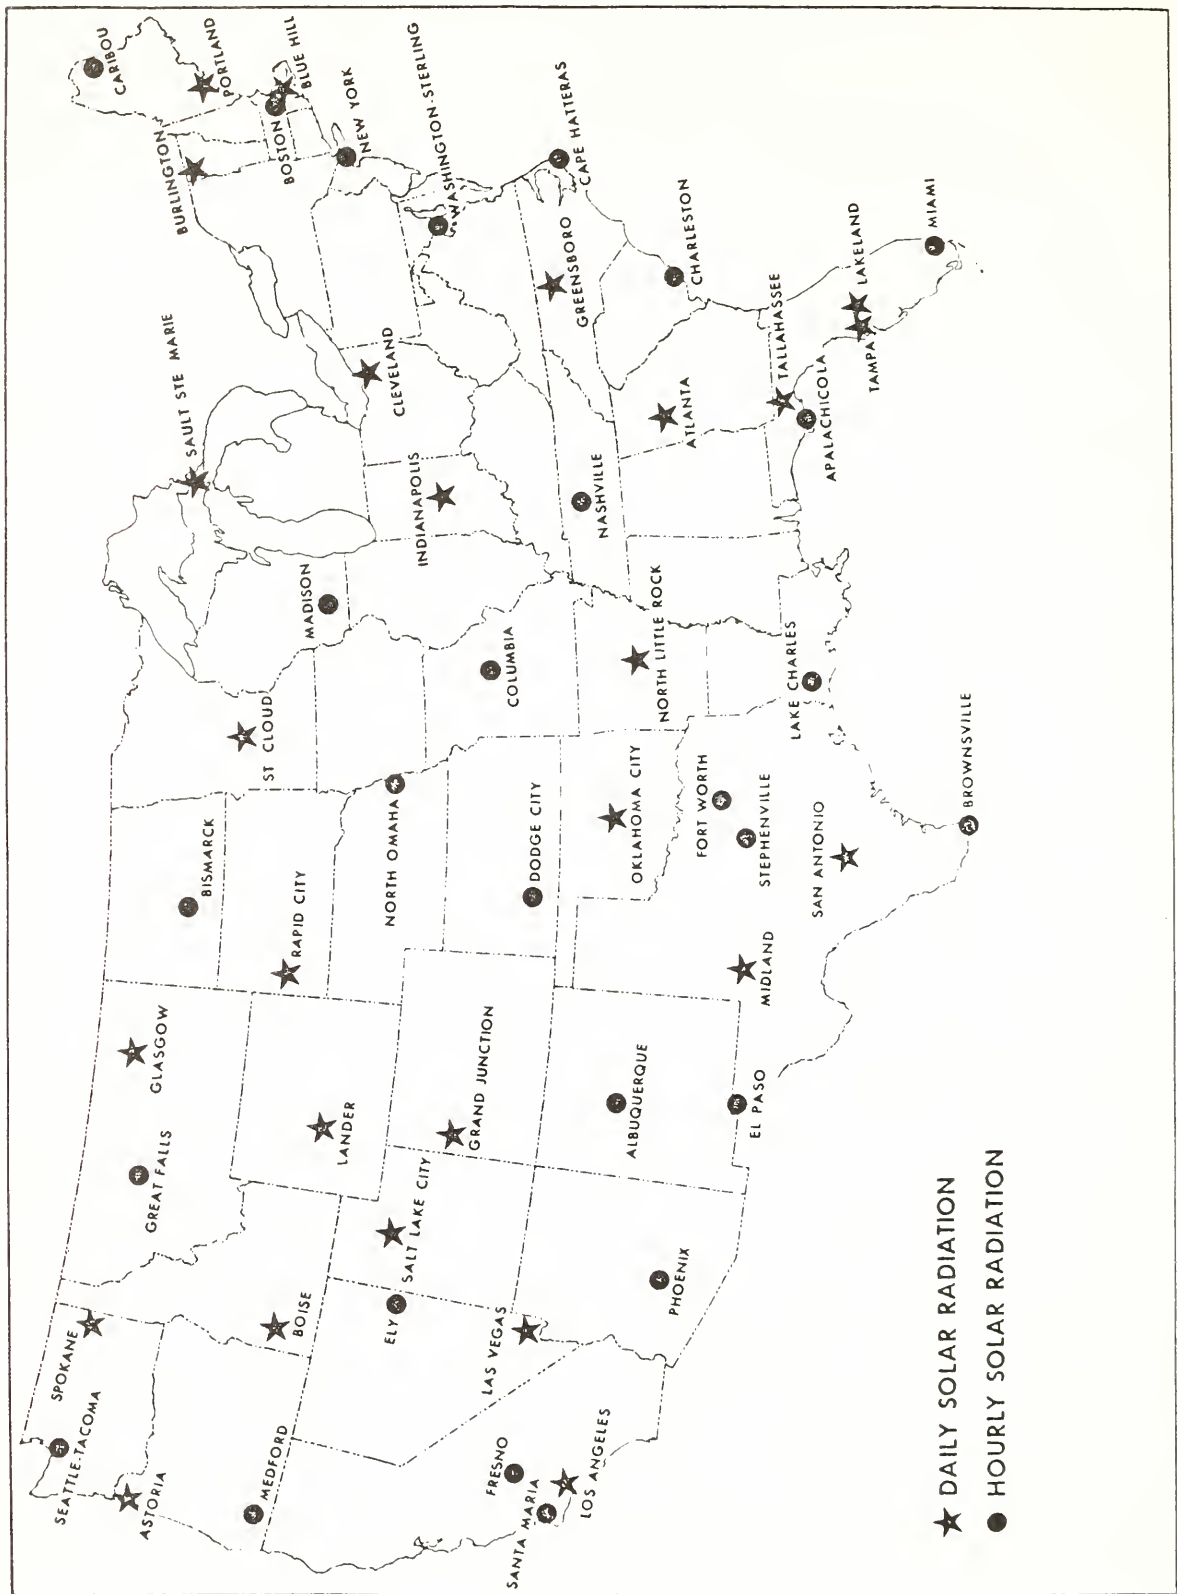 SEATTLE-TACOMA
SPOKANE
ASTORIA
MEDFORD
GREAT FALLS
GLASGOW
BOISE
BISMARCK
RAPID CITY
ST CLOUD
SAULT STE MARIE
BURLINGTON
CARIBOU
PORTLAND
BOSTON
BLUE HILL
NEW YORK
WASHINGTON-STERLING
LANDER
ELY
SALT LAKE CITY
NORTH OMAHA
MADISON
CLEVELAND
INDIANAPOLIS
FRESNO
SANTA MARIA
LOS ANGELES
LAS VEGAS
GRAND JUNCTION
DODGE CITY
COLUMBIA
NASHVILLE
GREENSBORO
CAPE HATTERAS
PHOENIX
ALBUQUERQUE
OKLAHOMA CITY
NORTH LITTLE ROCK
ATLANTA
CHARLESTON
EL PASO
MIDLAND
FORT WORTH
STEPHENVILLE
SAN ANTONIO
LAKE CHARLES
APALACHICOLA
TALLAHASSEE
TAMPA
LAKELAND
MIAMI
BROWNSVILLE
DAILY SOLAR RADIATION
HOURLY SOLAR RADIATION